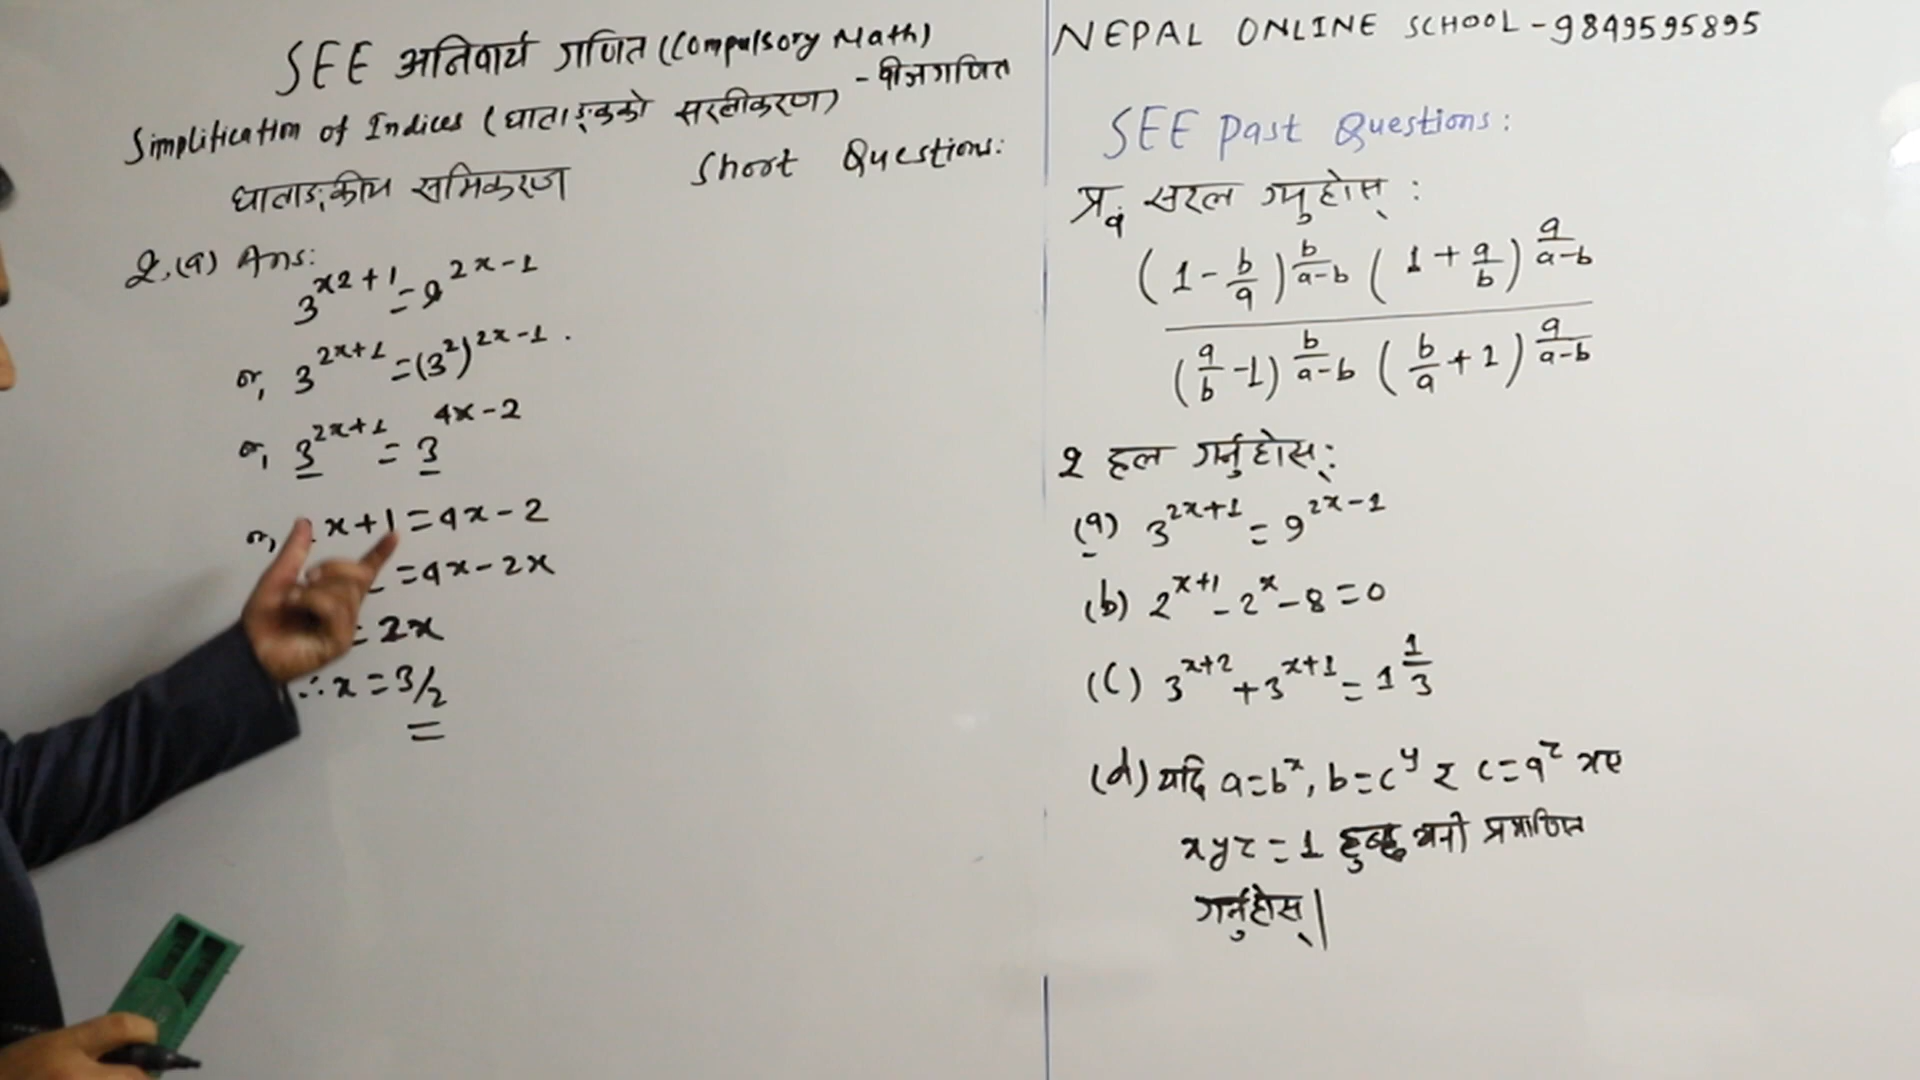 SEE अनिवार्य गणित (Compulsory Math)
- बीजगणित
Simplification of Indices (घाताङ्कको सरलीकरण)
घाताङ्कीय समिकरण Short Questions:
2.(a) Ans:
3^{x2+1} = 9^{2x-1}
or, 3^{2x+1} = (3^2)^{2x-1}.
or, 3^{2x+1} = 3^{4x-2}
or, x+1 = 4x-2
= 4x-2x
= 2x
∴ x = 3/2
=
NEPAL ONLINE SCHOOL - 9849595895
SEE Past Questions:
प्र१ सरल गर्नुहोस् :
(1 - b/a)^{b/a-b} (1 + a/b)^{a/a-b}
(a/b - 1)^{b/a-b} (b/a + 1)^{a/a-b}
2 हल गर्नुहोस् :
(a) 3^{2x+1} = 9^{2x-1}
(b) 2^{x+1} - 2^x - 8 = 0
(c) 3^{x+2} + 3^{x+1} = 1 1/3
(d) यदि a=b^x, b=c^y र c=a^z भए
xyz = 1 हुन्छ भनी प्रमाणित
गर्नुहोस् |